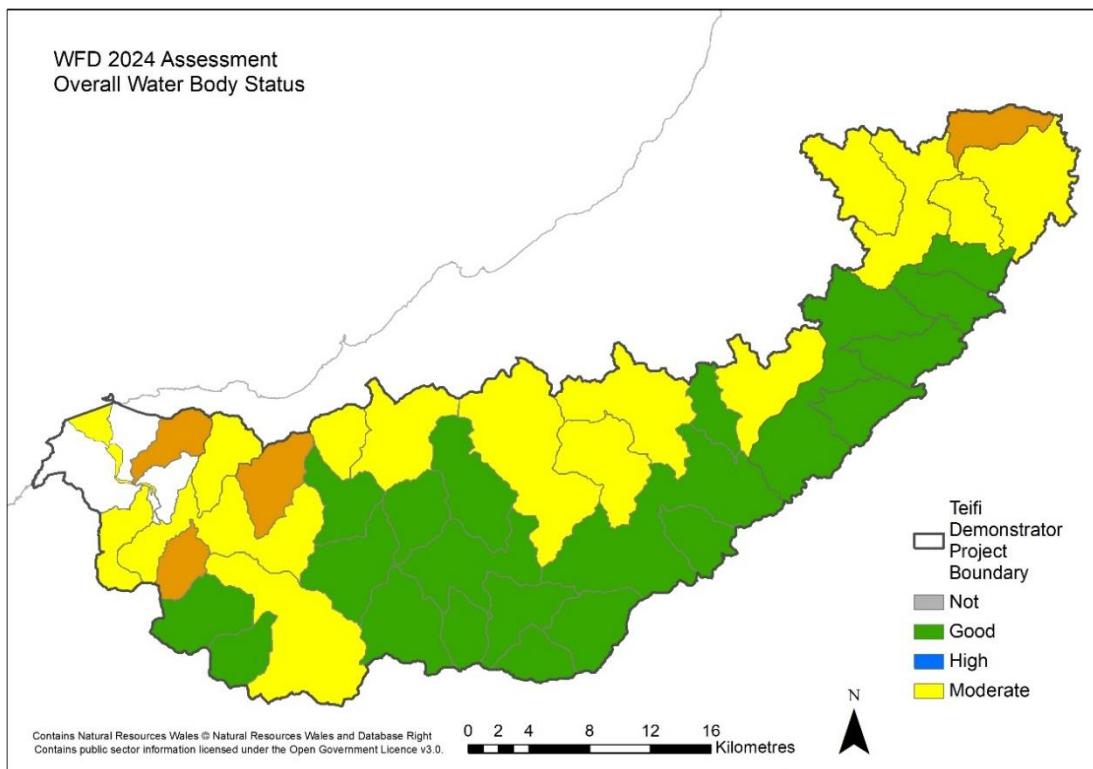 WFD 2024 Assessment
Overall Water Body Status
Teifi
Demonstrator
Project
Boundary
Not
Good
High
Moderate
N
0 2 4 8 12 16
Kilometres
Contains Natural Resources Wales © Natural Resources Wales and Database Right
Contains public sector information licensed under the Open Government Licence v3.0.